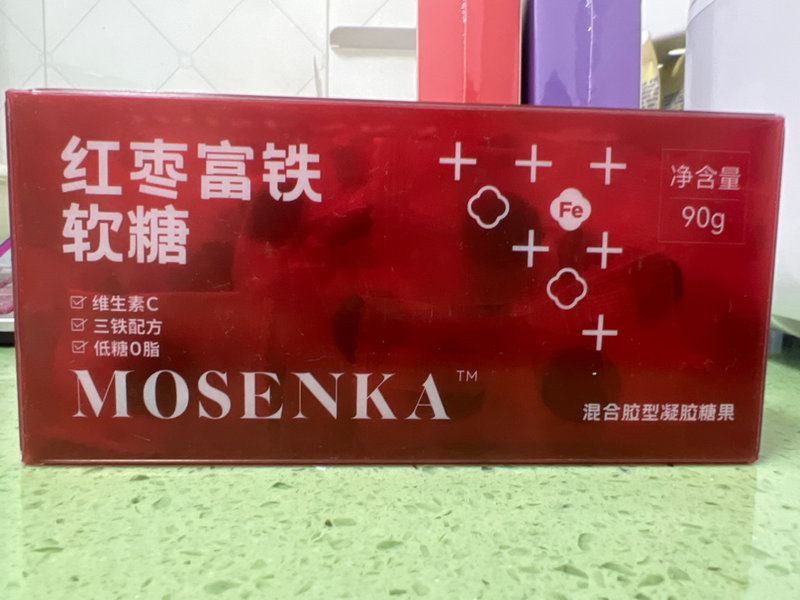 红枣富铁
软糖
维生素C
三铁配方
低糖0脂
MOSENKA™
Fe
净含量
90g
混合胶型凝胶糖果